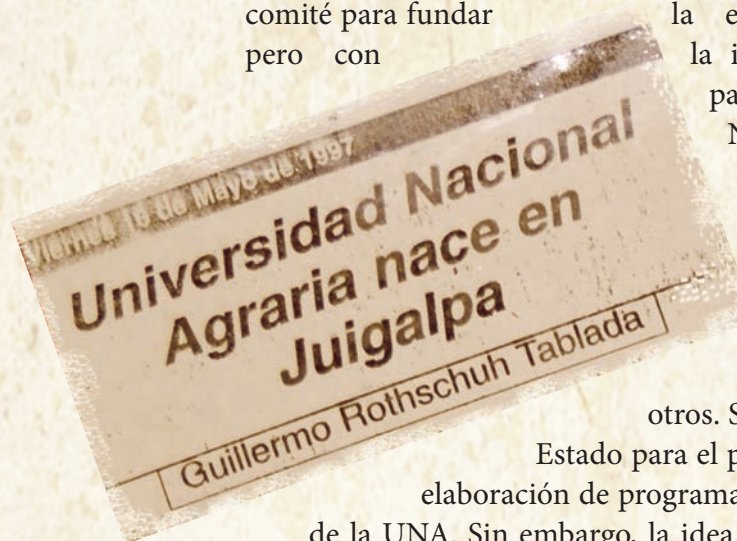 comité para fundar la e
pero con la i
pa
N
Viernes 16 de Mayo de 1997
Universidad Nacional
Agraria nace en
Juigalpa
Guillermo Rothschuh Tablada
otros. S
Estado para el p
elaboración de programa
de la UNA. Sin embargo, la idea